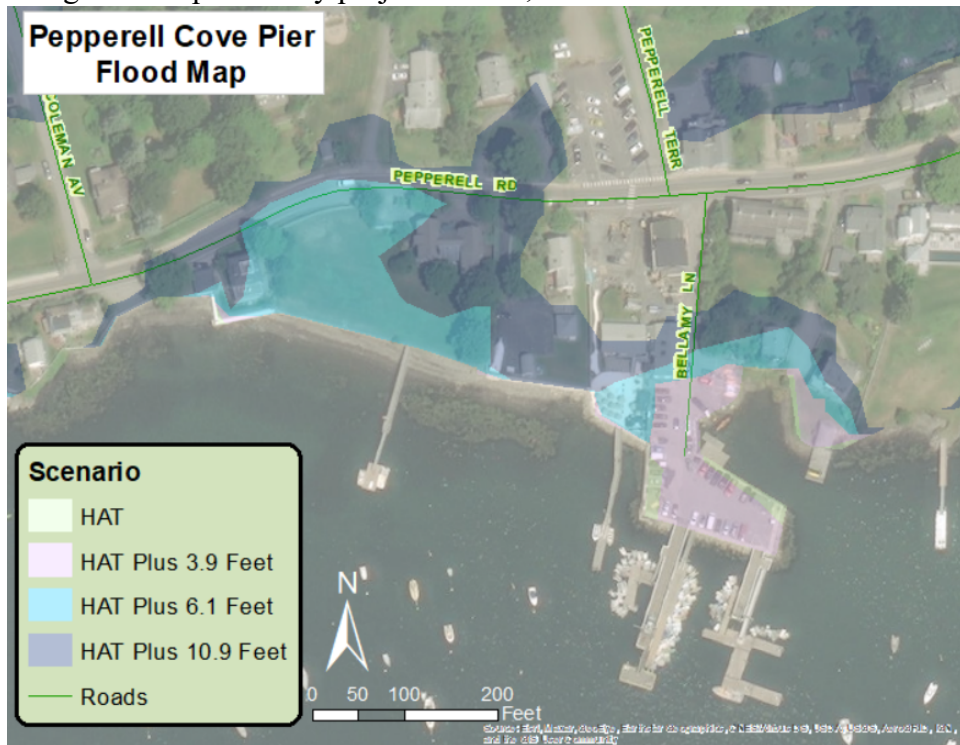 Pepperell Cove Pier
Flood Map
COLEMAN AV
PEPPERELL RD
PEPPERELL TERR
BELLAMY LN
Scenario
HAT
HAT Plus 3.9 Feet
HAT Plus 6.1 Feet
HAT Plus 10.9 Feet
Roads
N
0 50 100 200
Feet